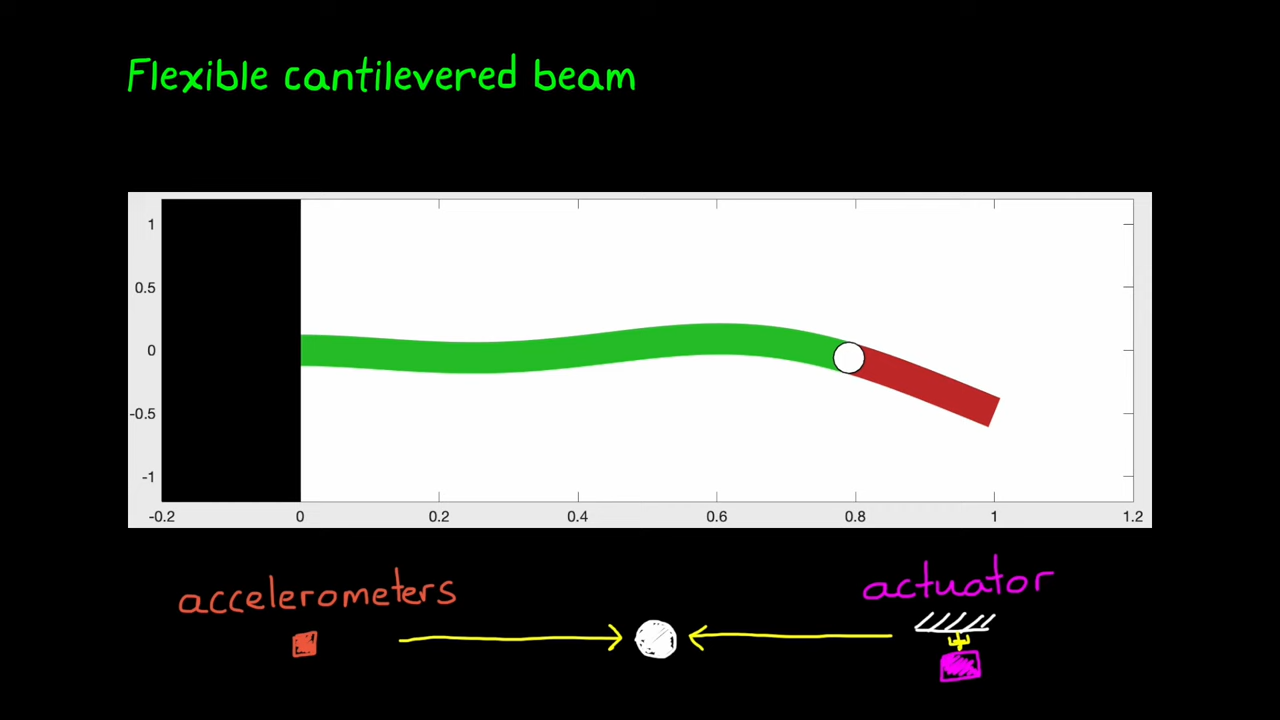 Flexible cantilevered beam
1
0.5
0
-0.5
-1
-0.2 0 0.2 0.4 0.6 0.8 1 1.2
accelerometers
actuator